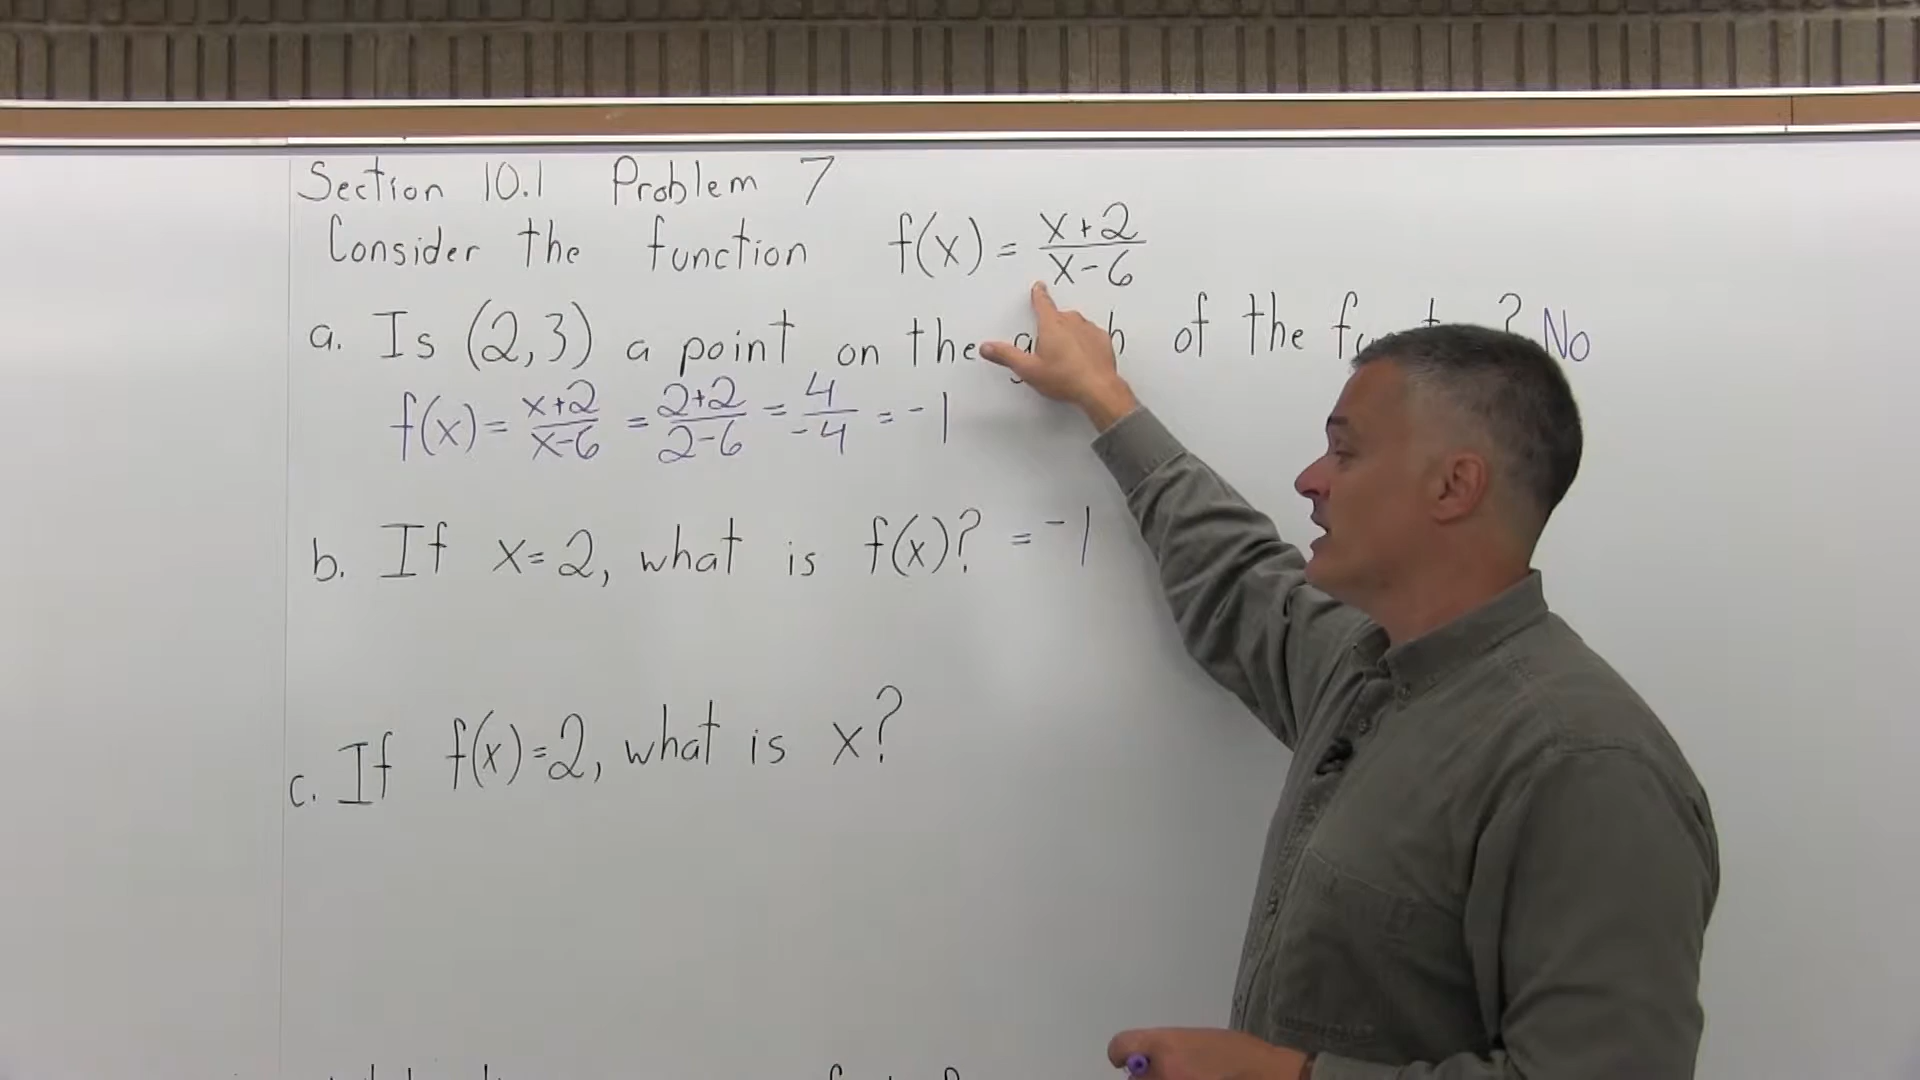 Section 10.1 Problem 7
Consider the function f(x) = x+2 / x-6
a. Is (2,3) a point on the of the ? No
f(x) = x+2 / x-6 = 2+2 / 2-6 = 4 / -4 = -1
b. If x=2, what is f(x)? = -1
c. If f(x)=2, what is x?